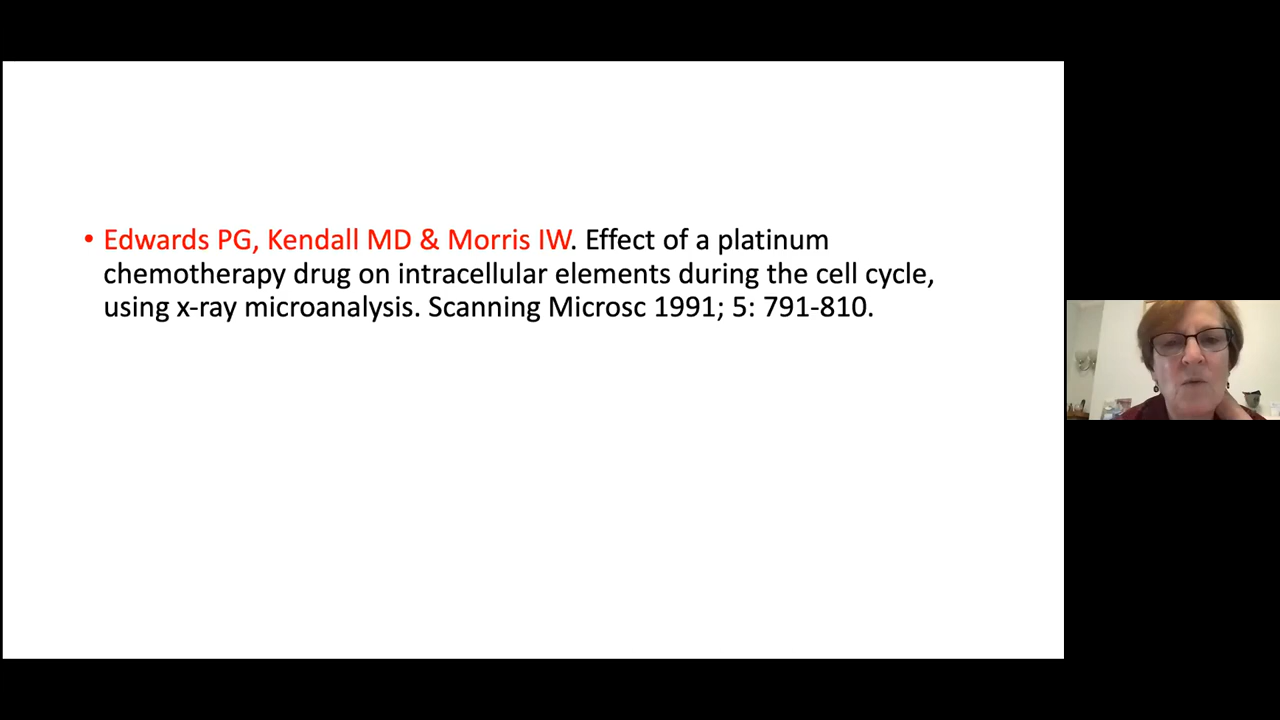 • Edwards PG, Kendall MD & Morris IW. Effect of a platinum
chemotherapy drug on intracellular elements during the cell cycle,
using x-ray microanalysis. Scanning Microsc 1991; 5: 791-810.